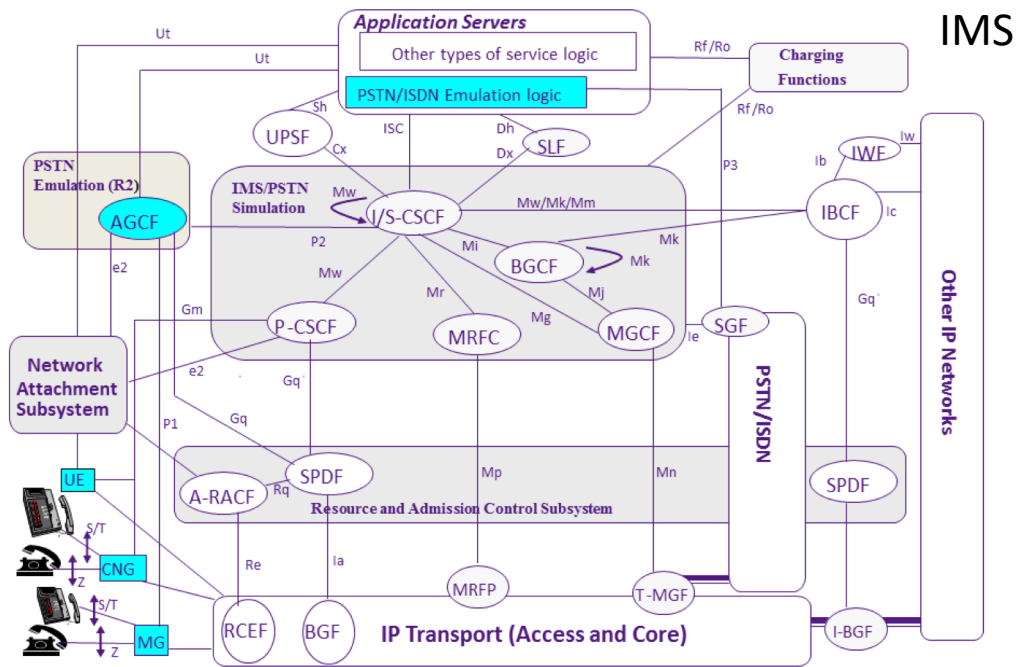 IMS
Application Servers
Other types of service logic
PSTN/ISDN Emulation logic
Ut
Ut
Rf/Ro
Charging
Functions
Rf/Ro
Sh
ISC
Dh
UPSF
SLF
Cx
Dx
P3
Iw
Ib
IWF
PSTN
Emulation (R2)
AGCF
IMS/PSTN
Simulation
Mw
I/S-CSCF
Mw/Mk/Mm
IBCF
Ic
P2
Mi
Mk
BGCF
Mk
e2
Mw
Mr
Mj
Gq'
Gm
Mg
P-CSCF
MRFC
MGCF
Ie
SGF
Other IP Networks
Network
Attachment
Subsystem
e2
Gq'
PSTN/ISDN
P1
Gq
UE
A-RACF
Rq
SPDF
Mp
Mn
SPDF
Resource and Admission Control Subsystem
S/T
Z
CNG
Re
Ia
MRFP
T-MGF
S/T
Z
MG
RCEF
BGF
IP Transport (Access and Core)
I-BGF